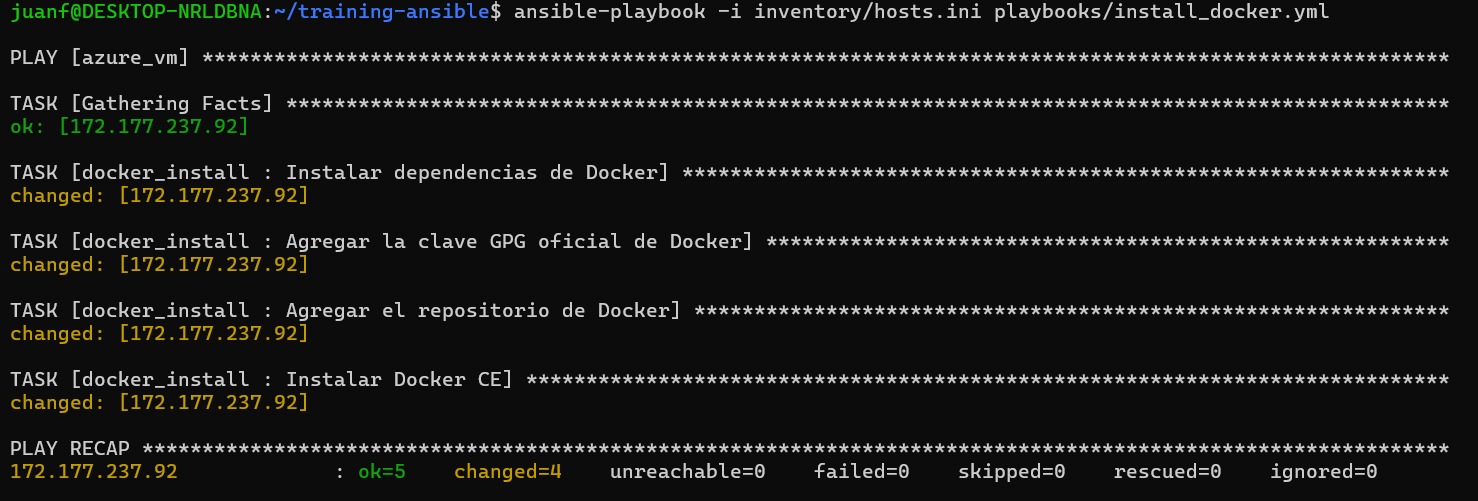 juanf@DESKTOP-NRLDBNA:~/training-ansible$ ansible-playbook -i inventory/hosts.ini playbooks/install_docker.yml
PLAY [azure_vm] ********************************************************************************************************
TASK [Gathering Facts] *************************************************************************************************
ok: [172.177.237.92]
TASK [docker_install : Instalar dependencias de Docker] ****************************************************************
changed: [172.177.237.92]
TASK [docker_install : Agregar la clave GPG oficial de Docker] *********************************************************
changed: [172.177.237.92]
TASK [docker_install : Agregar el repositorio de Docker] ***************************************************************
changed: [172.177.237.92]
TASK [docker_install : Instalar Docker CE] *****************************************************************************
changed: [172.177.237.92]
PLAY RECAP *************************************************************************************************************
172.177.237.92             : ok=5    changed=4    unreachable=0    failed=0    skipped=0    rescued=0    ignored=0